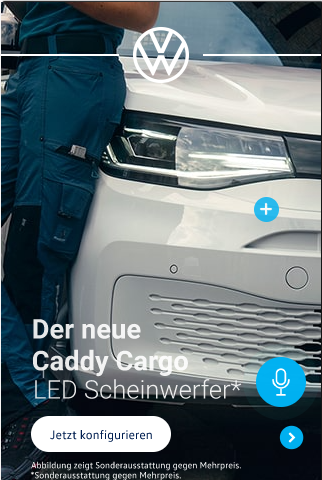 Der neue
Caddy Cargo
LED Scheinwerfer*
Jetzt konfigurieren
Abbildung zeigt Sonderausstattung gegen Mehrpreis.
*Sonderausstattung gegen Mehrpreis.